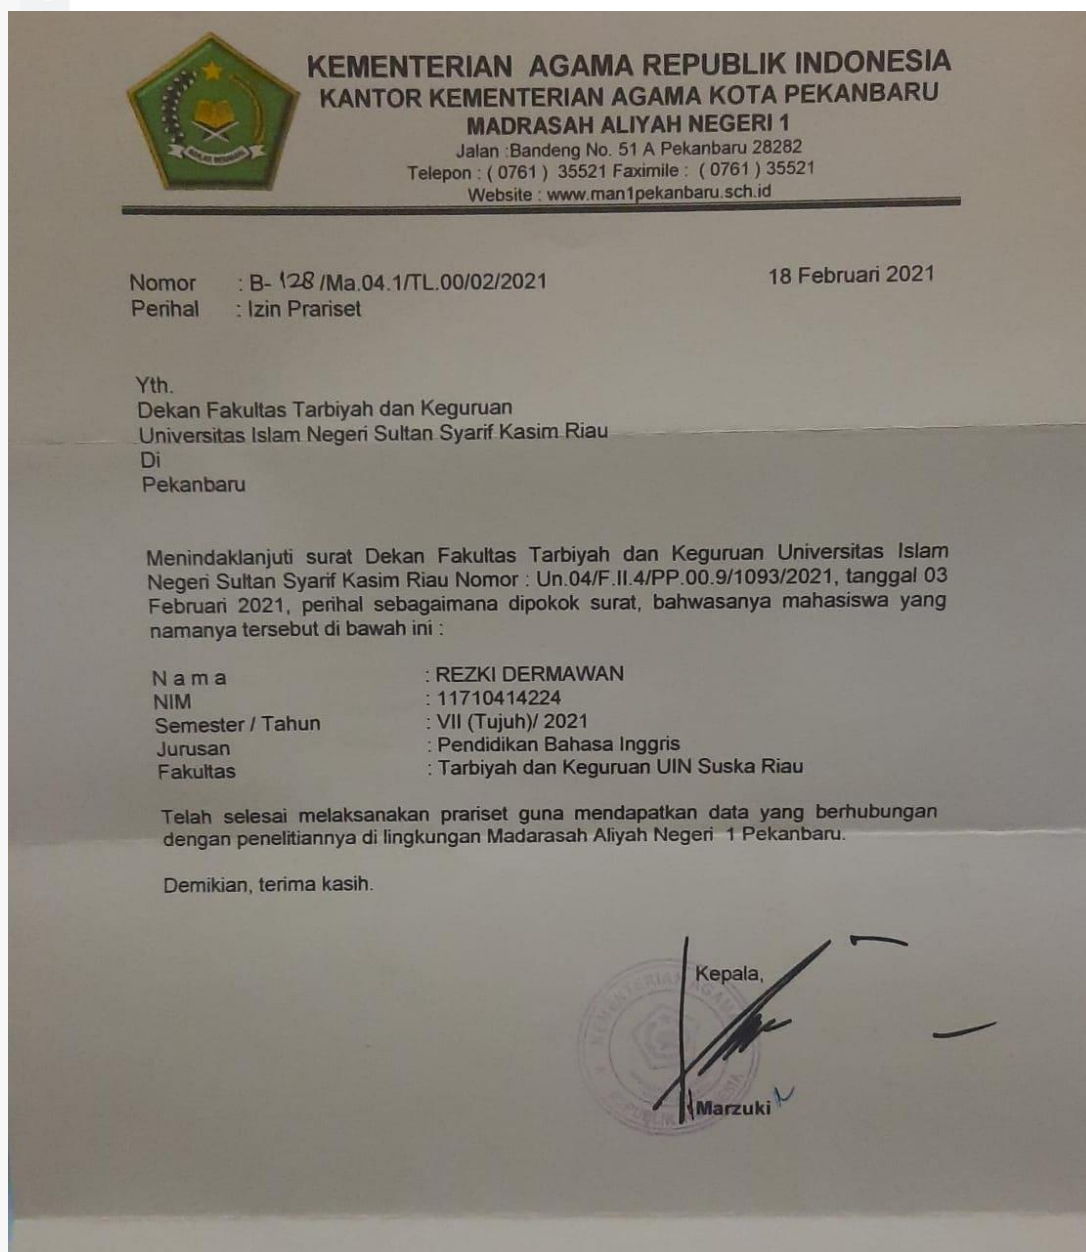 KEMENTERIAN AGAMA REPUBLIK INDONESIA
KANTOR KEMENTERIAN AGAMA KOTA PEKANBARU
MADRASAH ALIYAH NEGERI 1
Jalan :Bandeng No. 51 A Pekanbaru 28282
Telepon : ( 0761 ) 35521 Faximile : ( 0761 ) 35521
Website : www.man1pekanbaru.sch.id
Nomor : B- 128 /Ma.04.1/TL.00/02/2021 18 Februari 2021
Perihal : Izin Prariset
Yth.
Dekan Fakultas Tarbiyah dan Keguruan
Universitas Islam Negeri Sultan Syarif Kasim Riau
Di
Pekanbaru
Menindaklanjuti surat Dekan Fakultas Tarbiyah dan Keguruan Universitas Islam
Negeri Sultan Syarif Kasim Riau Nomor : Un.04/F.II.4/PP.00.9/1093/2021, tanggal 03
Februari 2021, perihal sebagaimana dipokok surat, bahwasanya mahasiswa yang
namanya tersebut di bawah ini :
N a m a : REZKI DERMAWAN
NIM : 11710414224
Semester / Tahun : VII (Tujuh)/ 2021
Jurusan : Pendidikan Bahasa Inggris
Fakultas : Tarbiyah dan Keguruan UIN Suska Riau
Telah selesai melaksanakan prariset guna mendapatkan data yang berhubungan
dengan penelitiannya di lingkungan Madarasah Aliyah Negeri 1 Pekanbaru.
Demikian, terima kasih.
Kepala,
KEMENTERIAN AGAMA
Marzuki